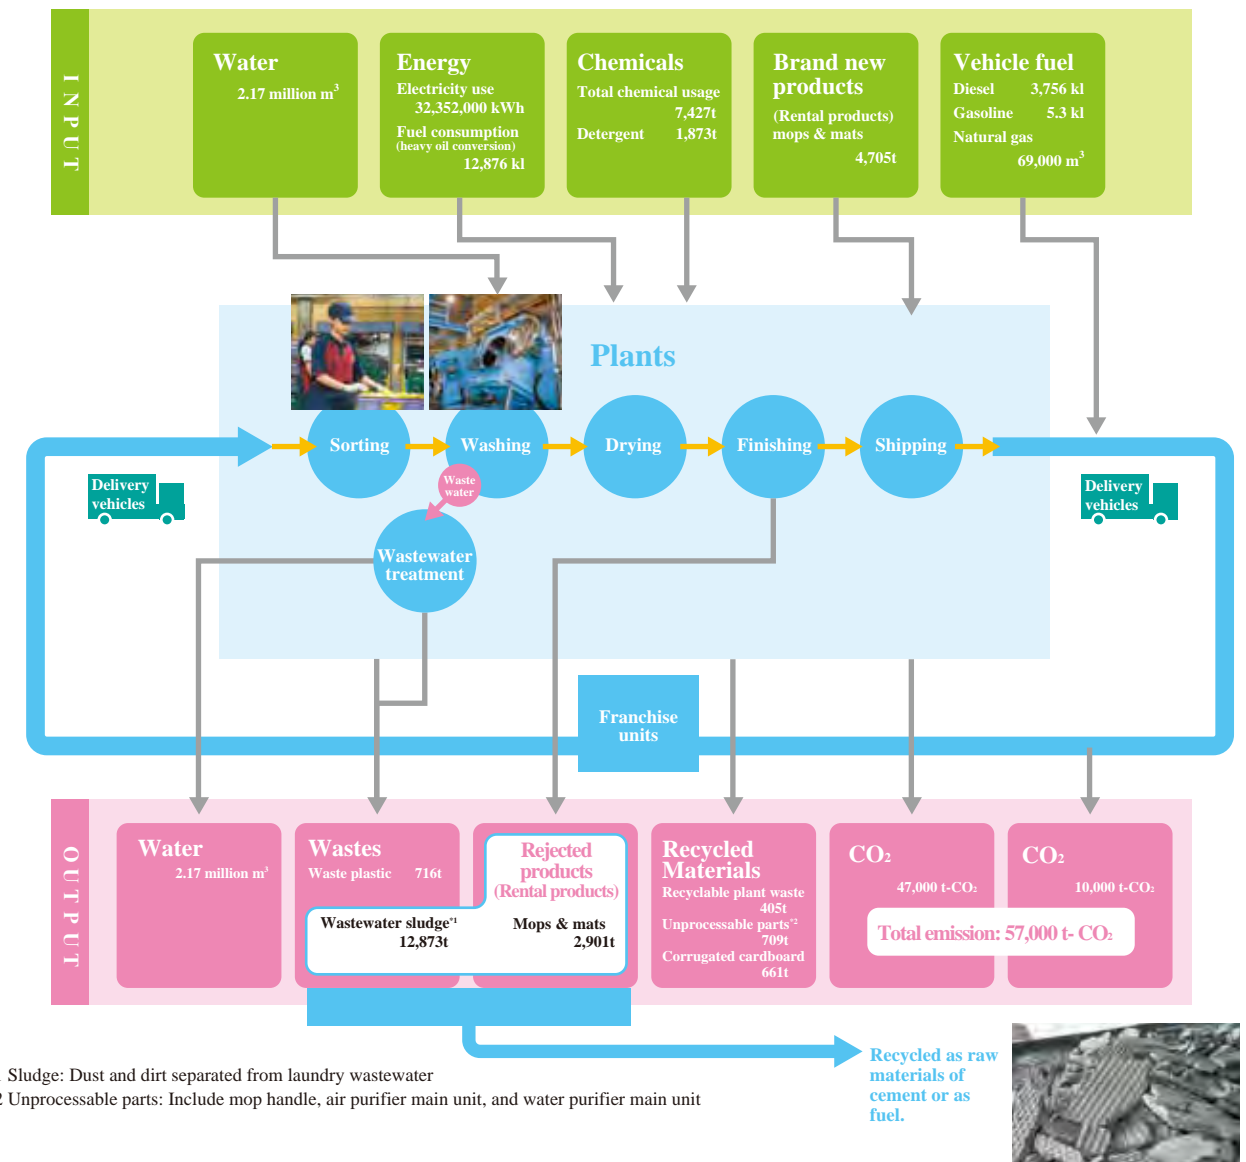 INPUT
Water
2.17 million m³
Energy
Electricity use
32,352,000 kWh
Fuel consumption
(heavy oil conversion)
12,876 kl
Chemicals
Total chemical usage
7,427t
Detergent 1,873t
Brand new
products
(Rental products)
mops & mats
4,705t
Vehicle fuel
Diesel 3,756 kl
Gasoline 5.3 kl
Natural gas
69,000 m³
Plants
Sorting
Washing
Drying
Finishing
Shipping
Waste
water
Wastewater
treatment
Delivery
vehicles
Delivery
vehicles
Franchise
units
OUTPUT
Water
2.17 million m³
Wastes
Waste plastic 716t
Wastewater sludge*1
12,873t
Rejected
products
(Rental products)
Mops & mats
2,901t
Recycled
Materials
Recyclable plant waste
405t
Unprocessable parts*2
709t
Corrugated cardboard
661t
CO₂
47,000 t-CO₂
CO₂
10,000 t-CO₂
Total emission: 57,000 t- CO₂
Recycled as raw
materials of
cement or as
fuel.
Sludge: Dust and dirt separated from laundry wastewater
2 Unprocessable parts: Include mop handle, air purifier main unit, and water purifier main unit